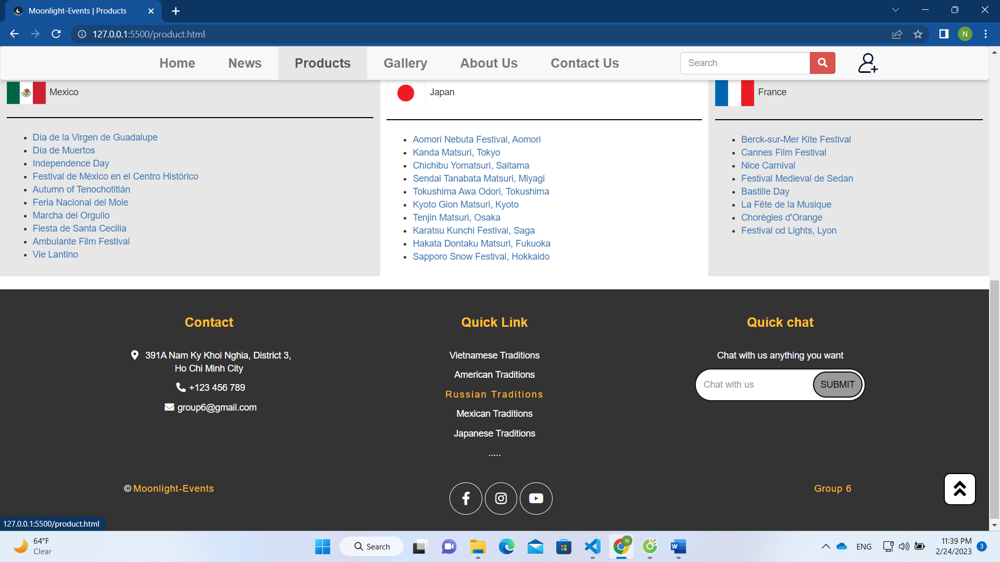 Moonlight-Events | Products
127.0.0.1:5500/product.html
N
Home News Products Gallery About Us Contact Us Search
Mexico
Día de la Virgen de Guadalupe
Día de Muertos
Independence Day
Festival de México en el Centro Histórico
Autumn of Tenochotitlán
Feria Nacional del Mole
Marcha del Orgullo
Fiesta de Santa Cecilia
Ambulante Film Festival
Vie Lantino
Japan
Aomori Nebuta Festival, Aomori
Kanda Matsuri, Tokyo
Chichibu Yomatsuri, Saitama
Sendai Tanabata Matsuri, Miyagi
Tokushima Awa Odori, Tokushima
Kyoto Gion Matsuri, Kyoto
Tenjin Matsuri, Osaka
Karatsu Kunchi Festival, Saga
Hakata Dontaku Matsuri, Fukuoka
Sapporo Snow Festival, Hokkaido
France
Berck-sur-Mer Kite Festival
Cannes Film Festival
Nice Carnival
Festival Medieval de Sedan
Bastille Day
La Fête de la Musique
Chorégies d'Orange
Festival od Lights, Lyon
Contact
391A Nam Ky Khoi Nghia, District 3,
Ho Chi Minh City
+123 456 789
group6@gmail.com
Quick Link
Vietnamese Traditions
American Traditions
Russian Traditions
Mexican Traditions
Japanese Traditions
.....
Quick chat
Chat with us anything you want
Chat with us SUBMIT
© Moonlight-Events
Group 6
127.0.0.1:5500/product.html
64°F
Clear
Search
N
W
ENG
11:39 PM
2/24/2023
3